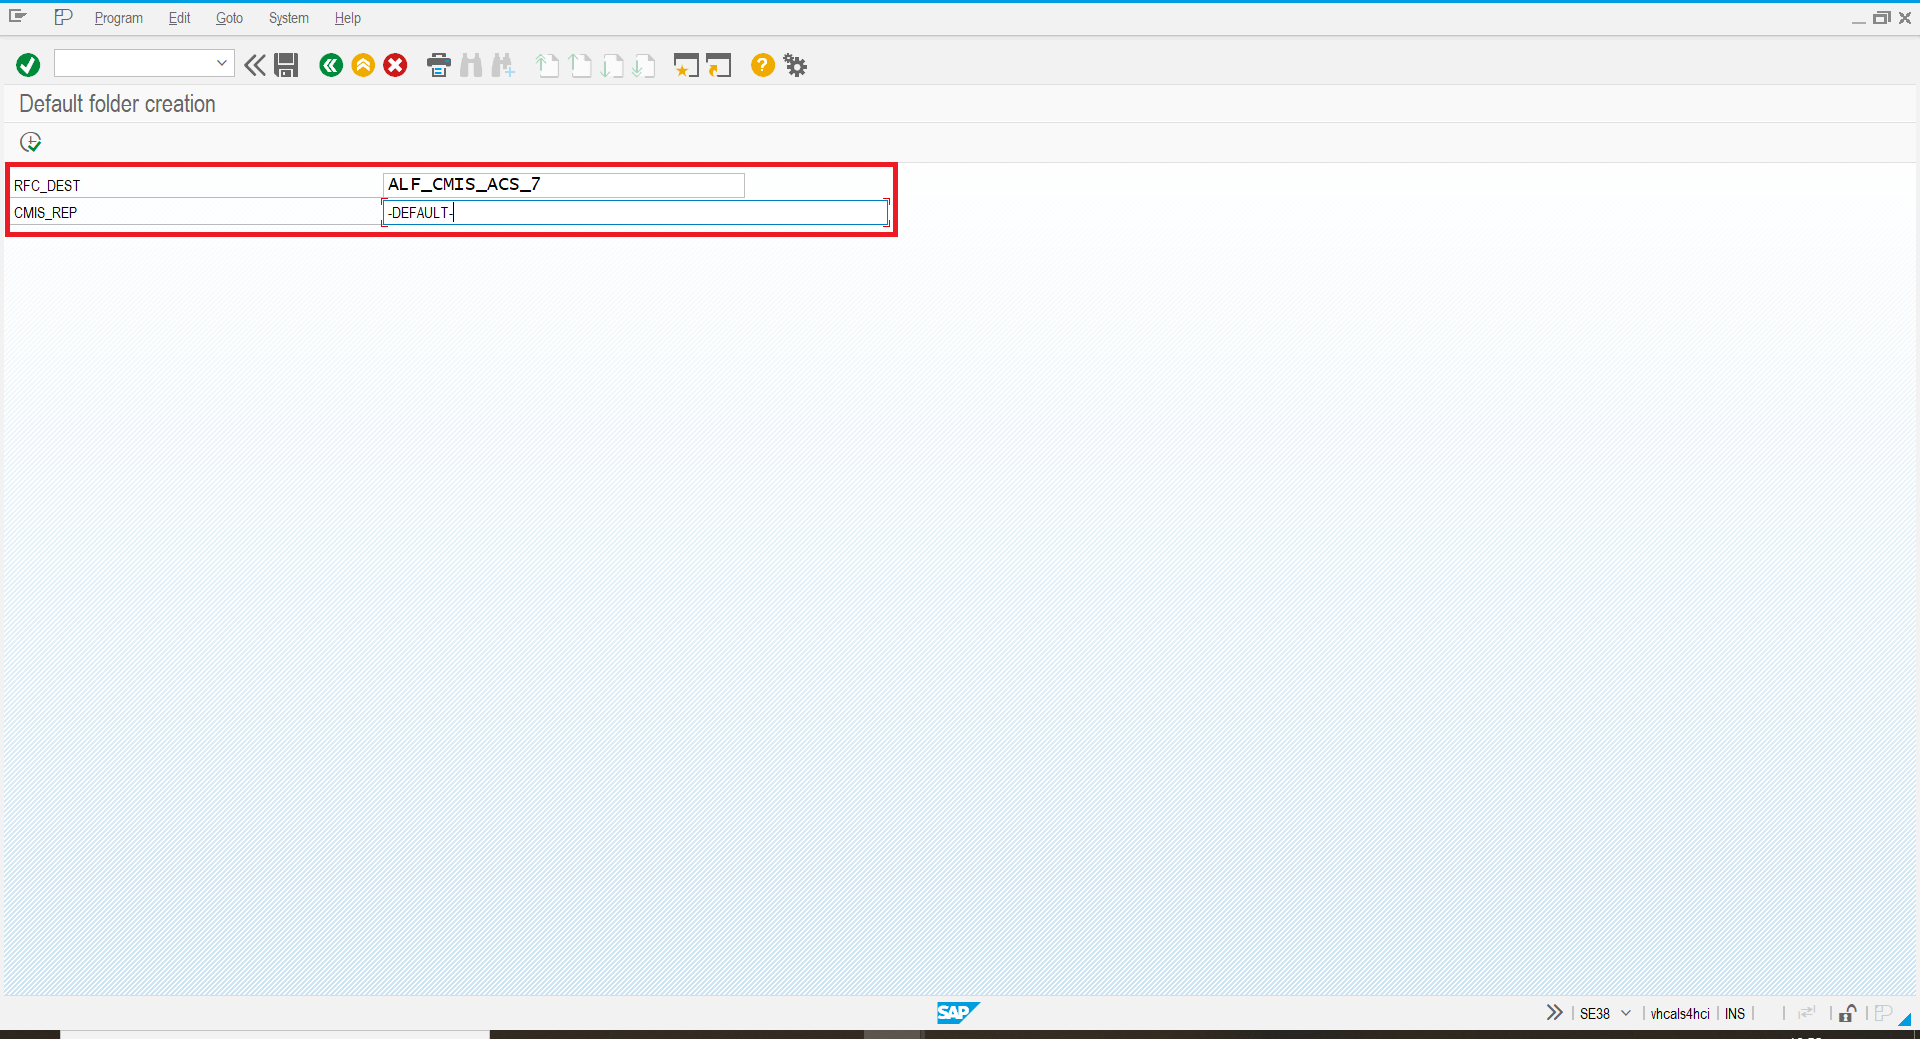 Program Edit Goto System Help
Default folder creation
RFC_DEST ALF_CMIS_ACS_7
CMIS_REP -DEFAULT-
SAP SE38 vhcals4hci INS